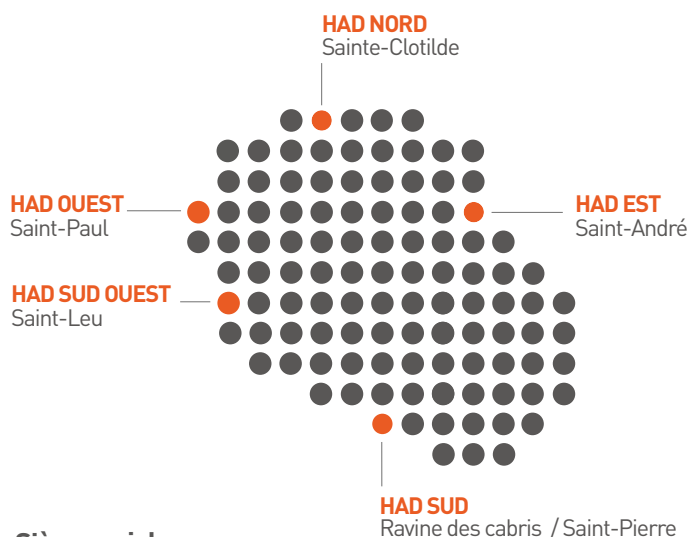 HAD NORD
Sainte-Clotilde
HAD OUEST
Saint-Paul
HAD EST
Saint-André
HAD SUD OUEST
Saint-Leu
HAD SUD
Ravine des cabris / Saint-Pierre